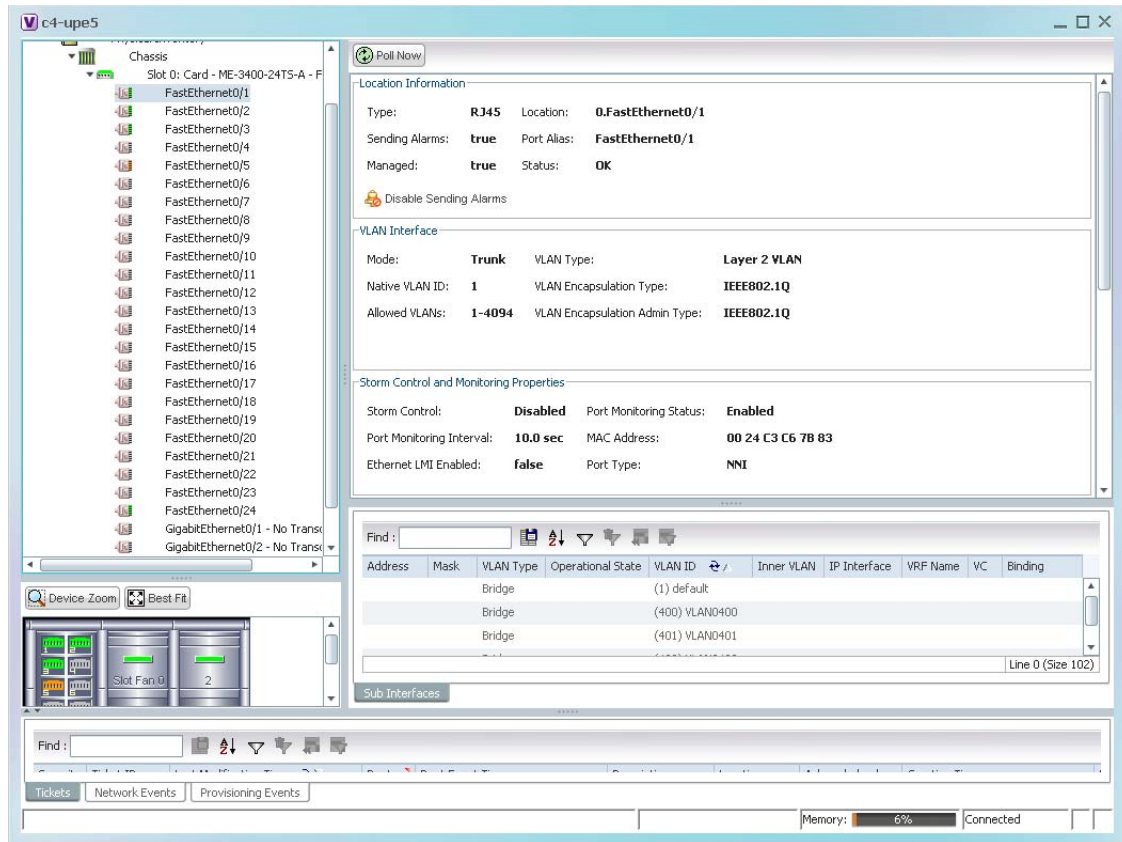 c4-upe5
Chassis
Slot 0: Card - ME-3400-24TS-A - F
FastEthernet0/1
FastEthernet0/2
FastEthernet0/3
FastEthernet0/4
FastEthernet0/5
FastEthernet0/6
FastEthernet0/7
FastEthernet0/8
FastEthernet0/9
FastEthernet0/10
FastEthernet0/11
FastEthernet0/12
FastEthernet0/13
FastEthernet0/14
FastEthernet0/15
FastEthernet0/16
FastEthernet0/17
FastEthernet0/18
FastEthernet0/19
FastEthernet0/20
FastEthernet0/21
FastEthernet0/22
FastEthernet0/23
FastEthernet0/24
GigabitEthernet0/1 - No Transc
GigabitEthernet0/2 - No Transc
Device Zoom Best Fit
1 2
3 4
5 6
Slot Fan 0 2
Poll Now
Location Information
Type: RJ45 Location: 0.FastEthernet0/1
Sending Alarms: true Port Alias: FastEthernet0/1
Managed: true Status: OK
Disable Sending Alarms
VLAN Interface
Mode: Trunk VLAN Type: Layer 2 VLAN
Native VLAN ID: 1 VLAN Encapsulation Type: IEEE802.1Q
Allowed VLANs: 1-4094 VLAN Encapsulation Admin Type: IEEE802.1Q
Storm Control and Monitoring Properties
Storm Control: Disabled Port Monitoring Status: Enabled
Port Monitoring Interval: 10.0 sec MAC Address: 00 24 C3 C6 7B 83
Ethernet LMI Enabled: false Port Type: NNI
Find :
Address Mask VLAN Type Operational State VLAN ID Inner VLAN IP Interface VRF Name VC Binding
Bridge (1) default
Bridge (400) VLAN0400
Bridge (401) VLAN0401
Line 0 (Size 102)
Sub Interfaces
Find :
Tickets Network Events Provisioning Events
Memory: 6% Connected